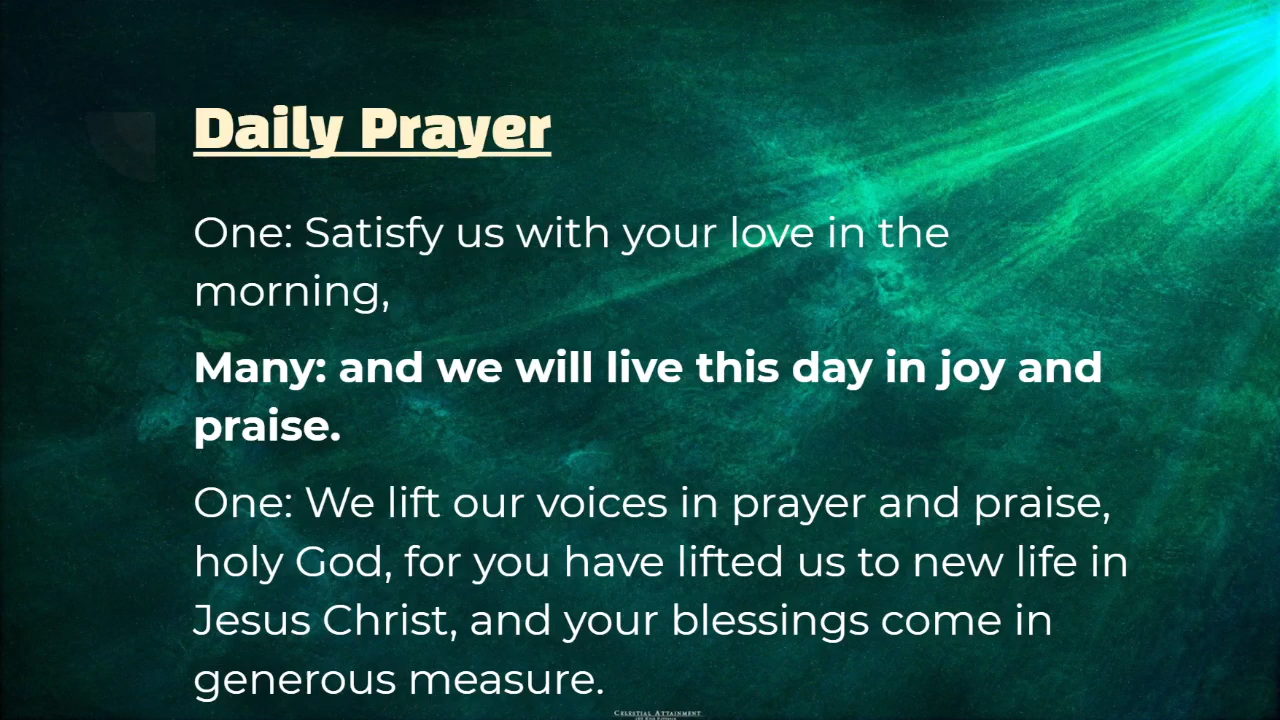 Daily Prayer
One: Satisfy us with your love in the
morning,
Many: and we will live this day in joy and
praise.
One: We lift our voices in prayer and praise,
holy God, for you have lifted us to new life in
Jesus Christ, and your blessings come in
generous measure.
Celestial Attainment